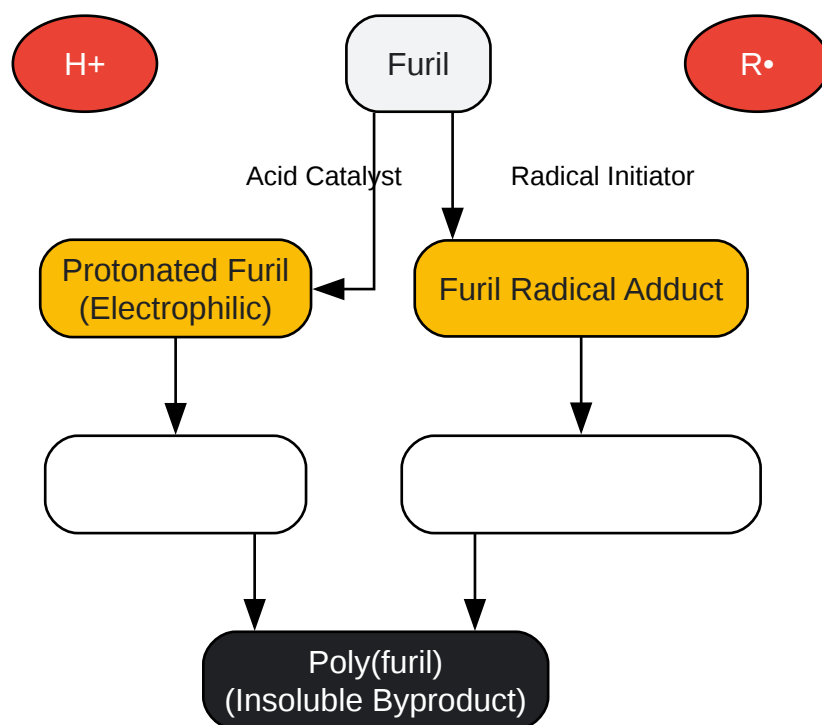 H+
Furil
R•
Acid Catalyst
Radical Initiator
Protonated Furil
(Electrophilic)
Furil Radical Adduct
Poly(furil)
(Insoluble Byproduct)